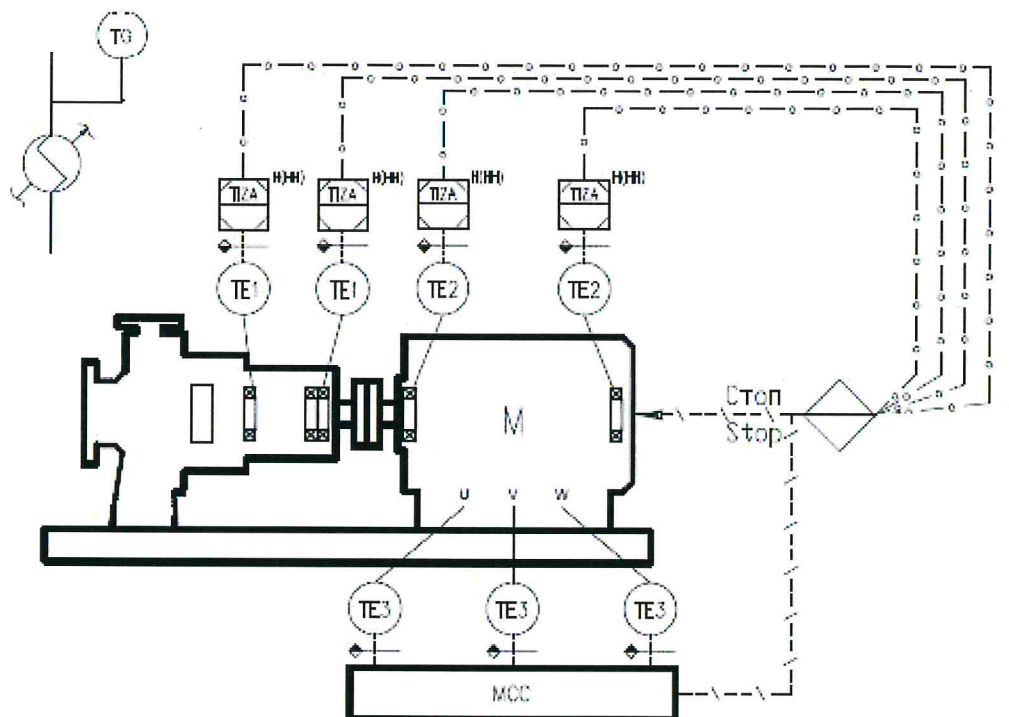 TG
TIZA H(HH) TIZA H(HH) TIZA H(HH) TIZA H(HH)
TE1 TE1 TE2 TE2
M
Стоп
Stop
U V W
TE3 TE3 TE3
MCC